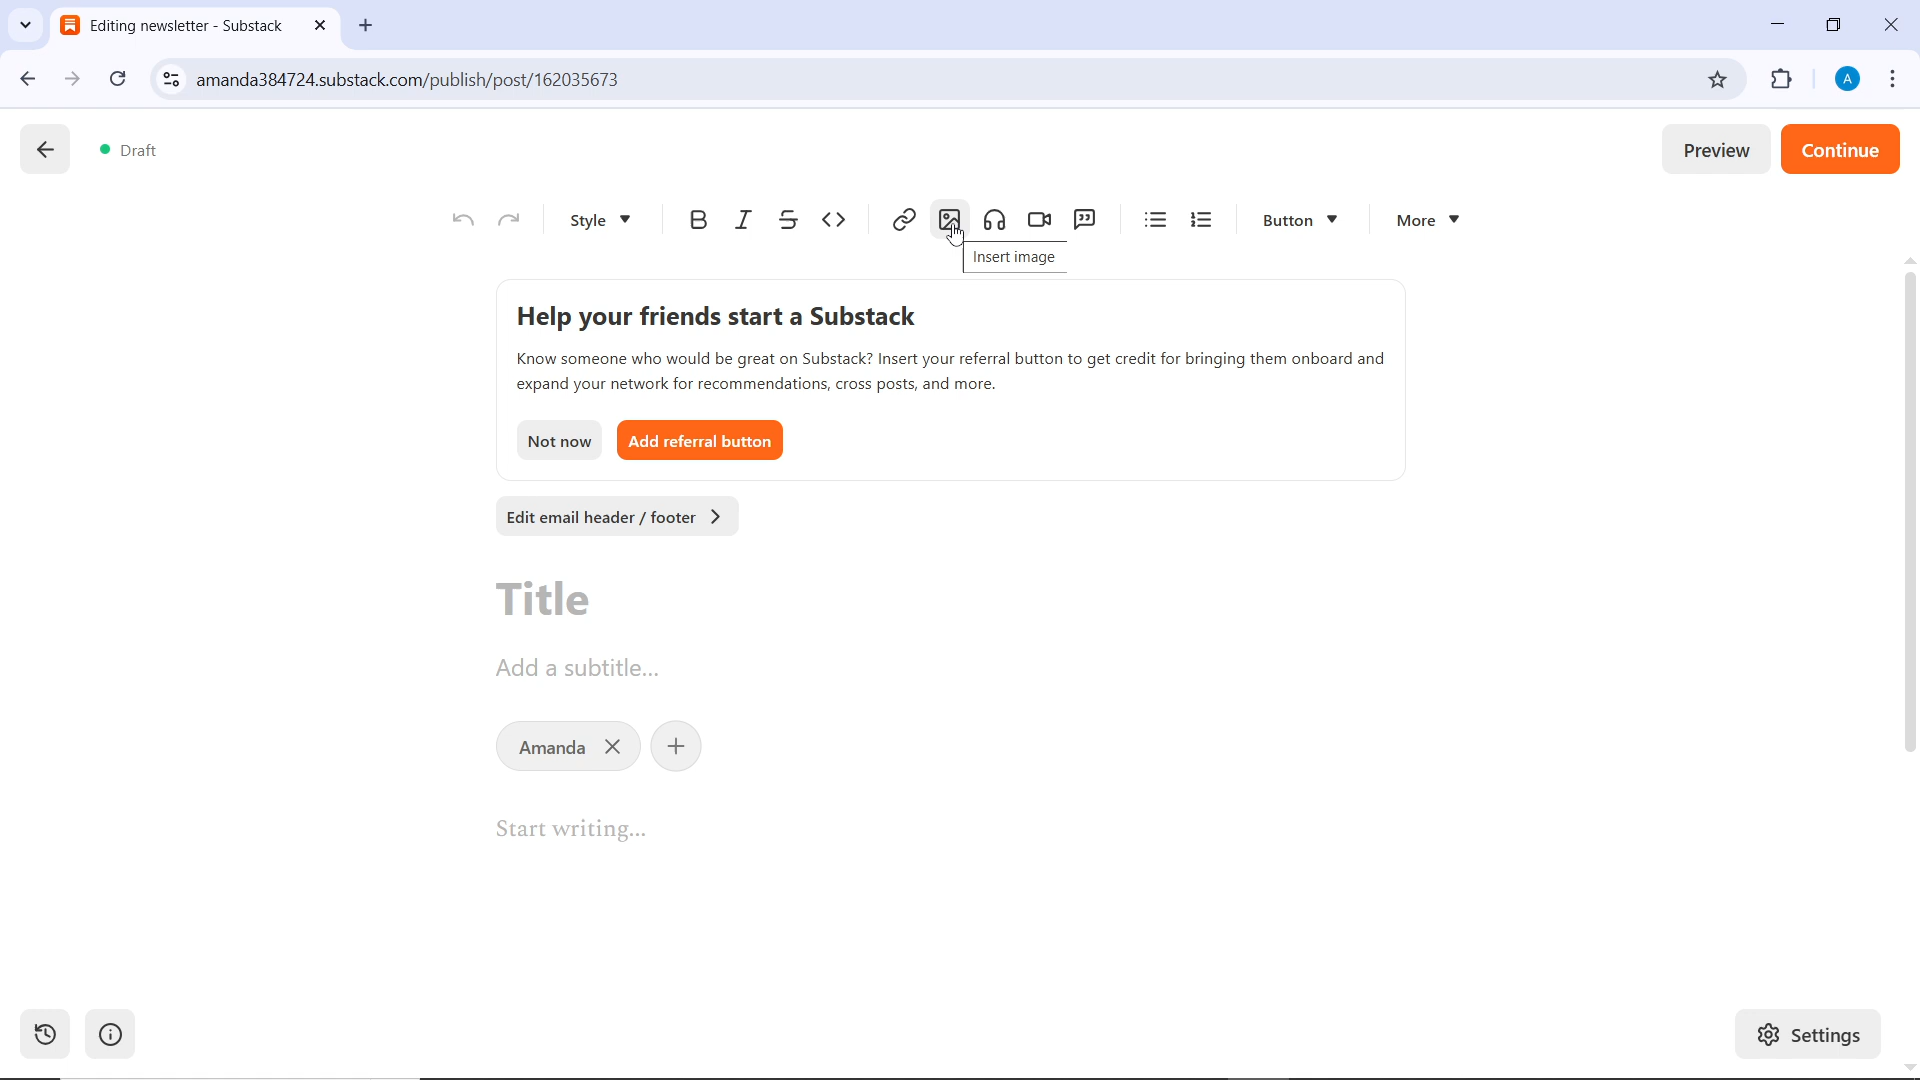 Editing newsletter - Substack
amanda384724.substack.com/publish/post/162035673
A
Draft
Preview
Continue
Style
Button
More
Insert image
Help your friends start a Substack
Know someone who would be great on Substack? Insert your referral button to get credit for bringing them onboard and
expand your network for recommendations, cross posts, and more.
Not now
Add referral button
Edit email header / footer
Title
Add a subtitle...
Amanda
Start writing...
Settings